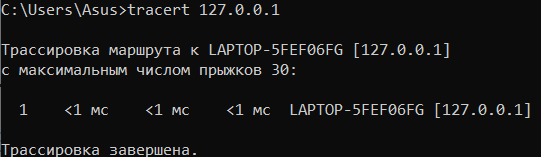 C:\Users\Asus>tracert 127.0.0.1
Трассировка маршрута к LAPTOP-5FEF06FG [127.0.0.1]
с максимальным числом прыжков 30:
1 <1 мс <1 мс <1 мс LAPTOP-5FEF06FG [127.0.0.1]
Трассировка завершена.